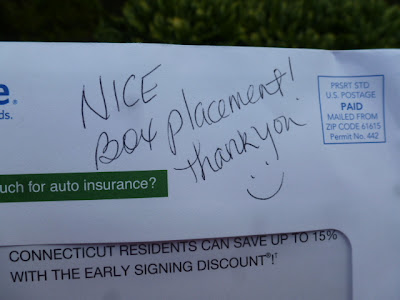 NICE
Box placement!
thank you
e®
ds.
PRSRT STD
U.S. POSTAGE
PAID
MAILED FROM
ZIP CODE 61615
Permit No. 442
uch for auto insurance?
CONNECTICUT RESIDENTS CAN SAVE UP TO 15%
WITH THE EARLY SIGNING DISCOUNT®!†